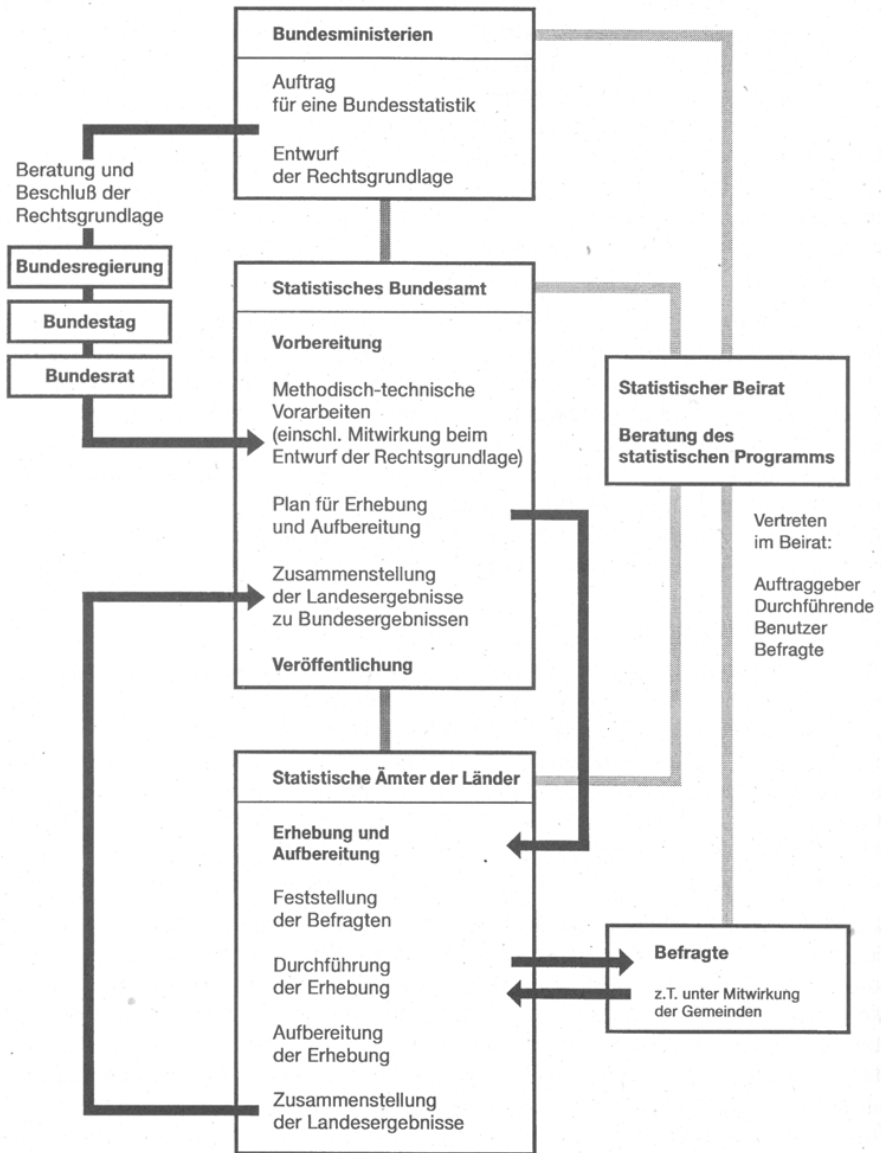 Bundesministerien
Auftrag
für eine Bundesstatistik
Entwurf
der Rechtsgrundlage
Beratung und
Beschluß der
Rechtsgrundlage
Bundesregierung
Bundestag
Bundesrat
Statistisches Bundesamt
Vorbereitung
Methodisch-technische
Vorarbeiten
(einschl. Mitwirkung beim
Entwurf der Rechtsgrundlage)
Plan für Erhebung
und Aufbereitung
Zusammenstellung
der Landesergebnisse
zu Bundesergebnissen
Veröffentlichung
Statistischer Beirat
Beratung des
statistischen Programms
Vertreten
im Beirat:
Auftraggeber
Durchführende
Benutzer
Befragte
Statistische Ämter der Länder
Erhebung und
Aufbereitung
Feststellung
der Befragten
Durchführung
der Erhebung
Aufbereitung
der Erhebung
Zusammenstellung
der Landesergebnisse
Befragte
z.T. unter Mitwirkung
der Gemeinden